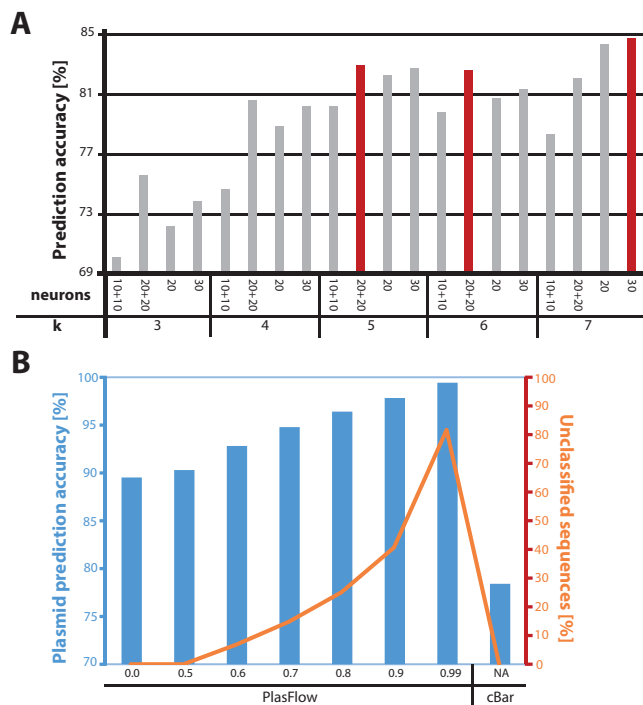 A
Prediction accuracy [%]
85
81
77
73
69
neurons
10+10 20+20 20 30 10+10 20+20 20 30 10+10 20+20 20 30 10+10 20+20 20 30 10+10 20+20 20 30
k 3 4 5 6 7
B
Plasmid prediction accuracy [%]
100
95
90
85
80
75
70
Unclassified sequences [%]
100
90
80
70
60
50
40
30
20
10
0
0.0 0.5 0.6 0.7 0.8 0.9 0.99 NA
PlasFlow cBar